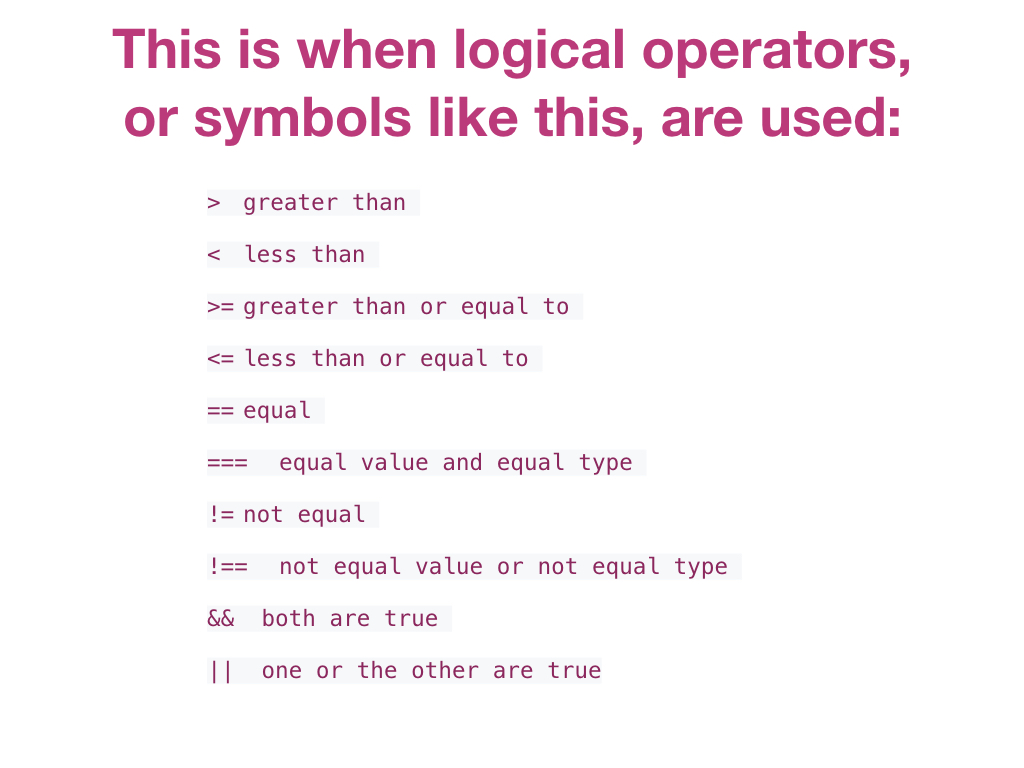 This is when logical operators,
or symbols like this, are used:
> greater than
< less than
>= greater than or equal to
<= less than or equal to
== equal
=== equal value and equal type
!= not equal
!== not equal value or not equal type
&& both are true
|| one or the other are true